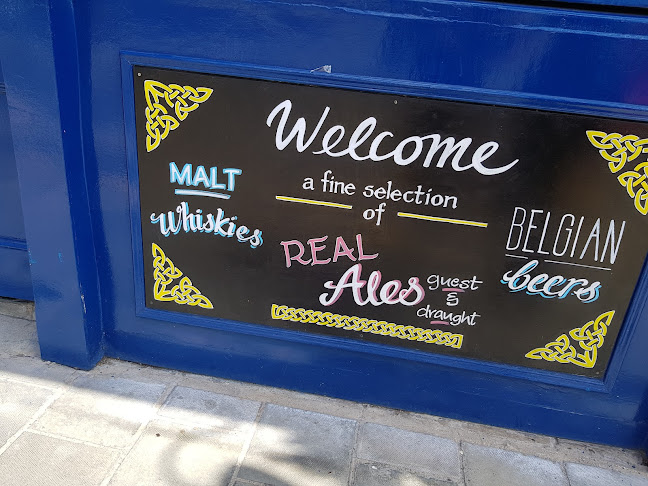 Welcome
a fine selection
of
MALT
Whiskies
REAL
Ales
guest
&
draught
BELGIAN
beers